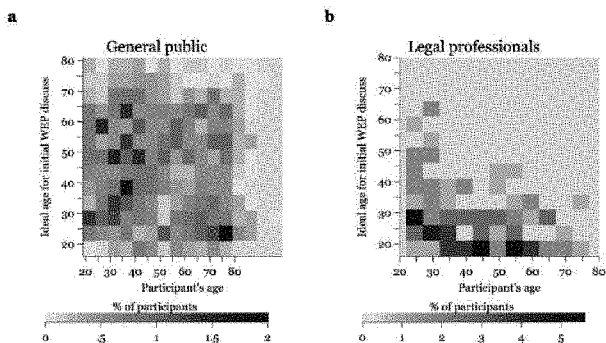 a
General public
Ideal age for initial WEP discuss
80
70
60
50
40
30
20
20 30 40 50 60 70 80
Participant's age
% of participants
0 .5 1 1.5 2
b
Legal professionals
Ideal age for initial WEP discuss
80
70
60
50
40
30
20
20 30 40 50 60 70 80
Participant's age
% of participants
0 1 2 3 4 5